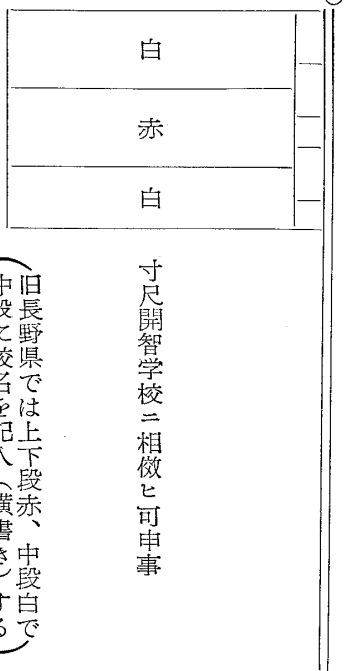 白
赤
白
寸尺開智学校ニ相傚ヒ可申事
旧長野県では上下段赤、中段白で
中段に校名を記入（横書き）する